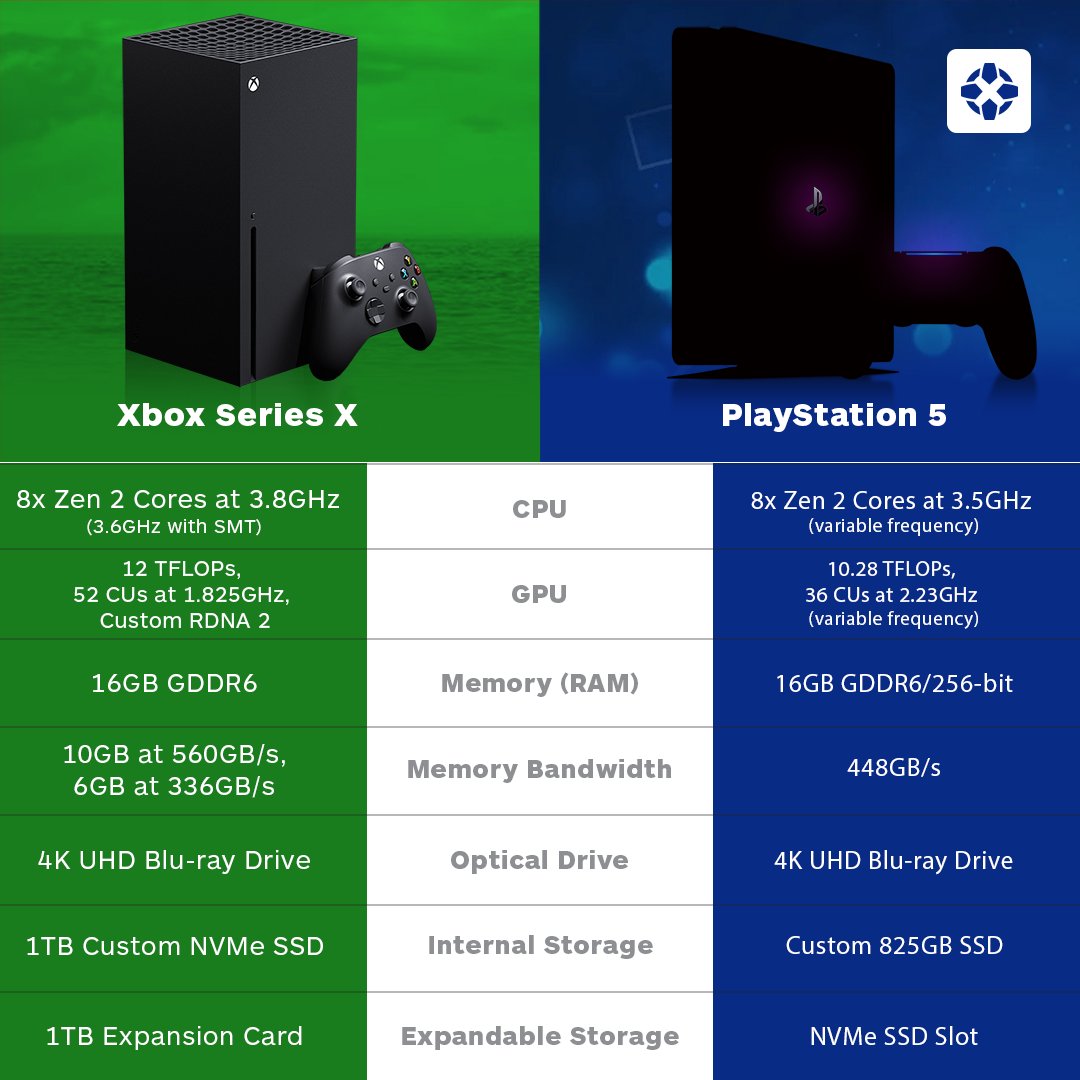 Xbox Series X
PlayStation 5
8x Zen 2 Cores at 3.8GHz
(3.6GHz with SMT)
CPU
8x Zen 2 Cores at 3.5GHz
(variable frequency)
12 TFLOPs,
52 CUs at 1.825GHz,
Custom RDNA 2
GPU
10.28 TFLOPs,
36 CUs at 2.23GHz
(variable frequency)
16GB GDDR6
Memory (RAM)
16GB GDDR6/256-bit
10GB at 560GB/s,
6GB at 336GB/s
Memory Bandwidth
448GB/s
4K UHD Blu-ray Drive
Optical Drive
4K UHD Blu-ray Drive
1TB Custom NVMe SSD
Internal Storage
Custom 825GB SSD
1TB Expansion Card
Expandable Storage
NVMe SSD Slot